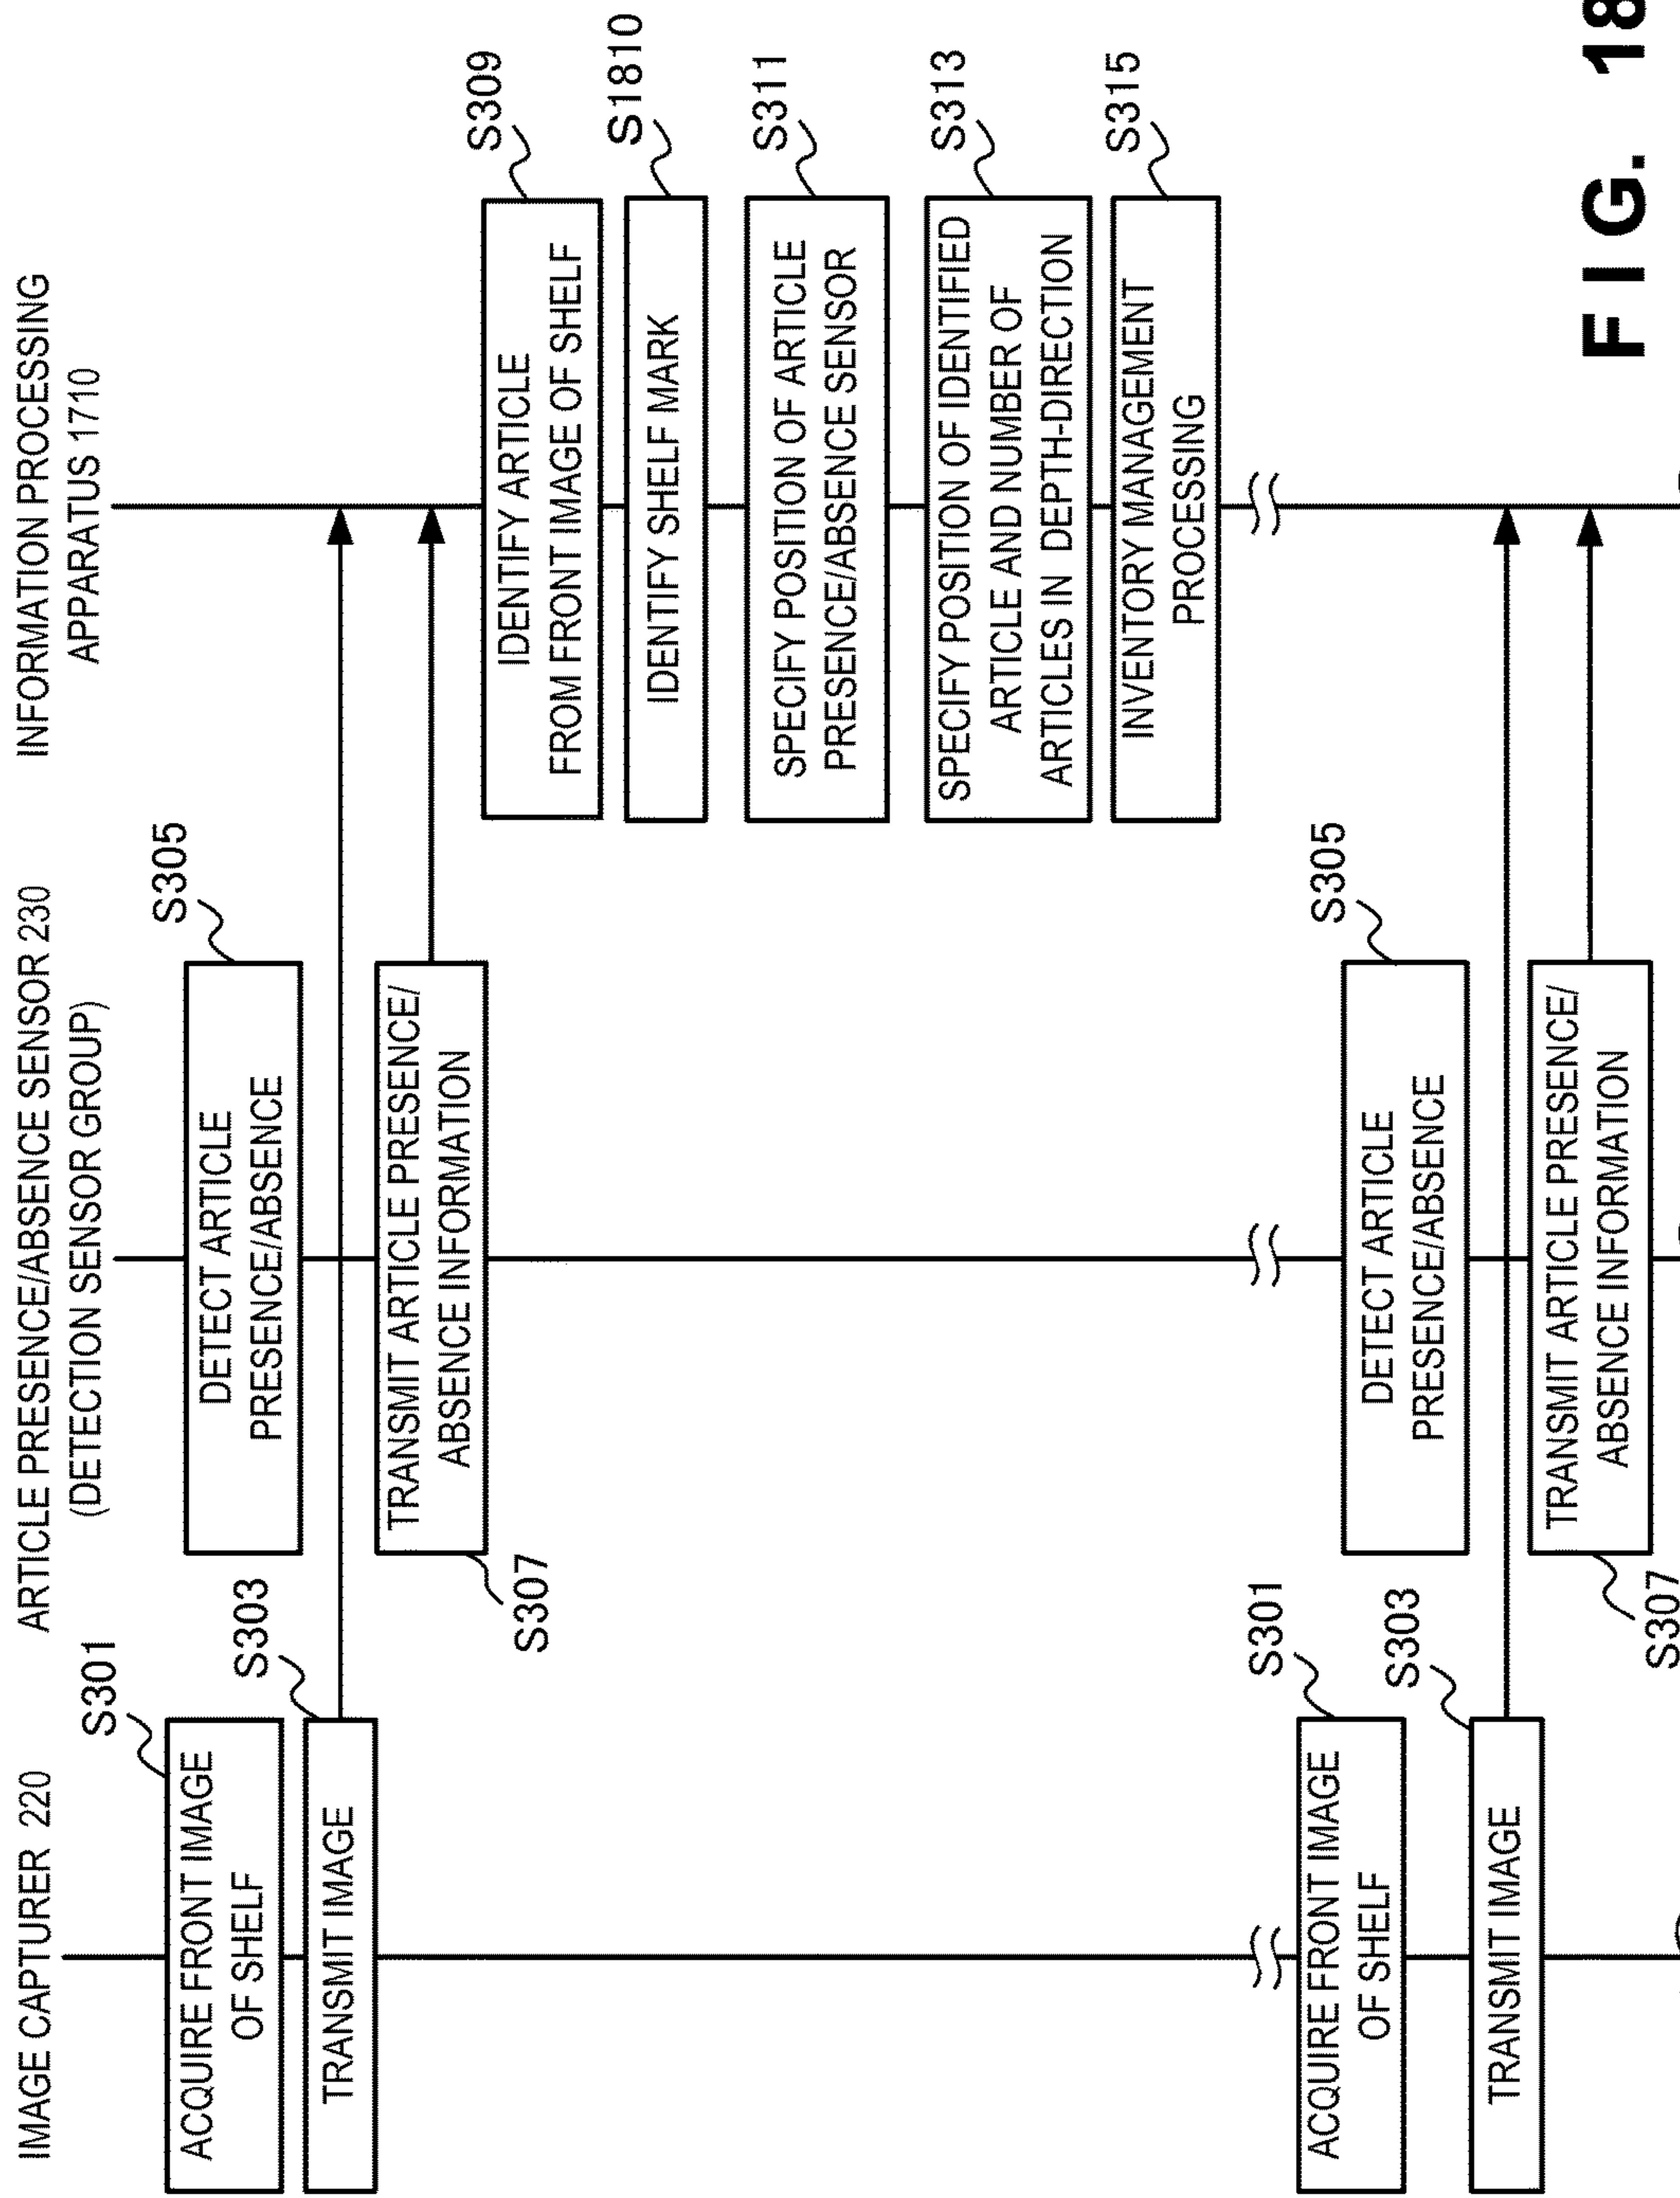 IMAGE CAPTURER 220
ARTICLE PRESENCE/ABSENCE SENSOR 230
(DETECTION SENSOR GROUP)
INFORMATION PROCESSING
APPARATUS 1710
S301
ACQUIRE FRONT IMAGE
OF SHELF
S305
DETECT ARTICLE
PRESENCE/ABSENCE
S303
TRANSMIT IMAGE
TRANSMIT ARTICLE PRESENCE/
ABSENCE INFORMATION
S307
S309
IDENTIFY ARTICLE
FROM FRONT IMAGE OF SHELF
S1810
IDENTIFY SHELF MARK
S311
SPECIFY POSITION OF ARTICLE
PRESENCE/ABSENCE SENSOR
S313
SPECIFY POSITION OF IDENTIFIED
ARTICLE AND NUMBER OF
ARTICLES IN DEPTH-DIRECTION
S315
INVENTORY MANAGEMENT
PROCESSING
S301
ACQUIRE FRONT IMAGE
OF SHELF
S305
DETECT ARTICLE
PRESENCE/ABSENCE
S303
TRANSMIT IMAGE
TRANSMIT ARTICLE PRESENCE/
ABSENCE INFORMATION
S307
FIG. 18